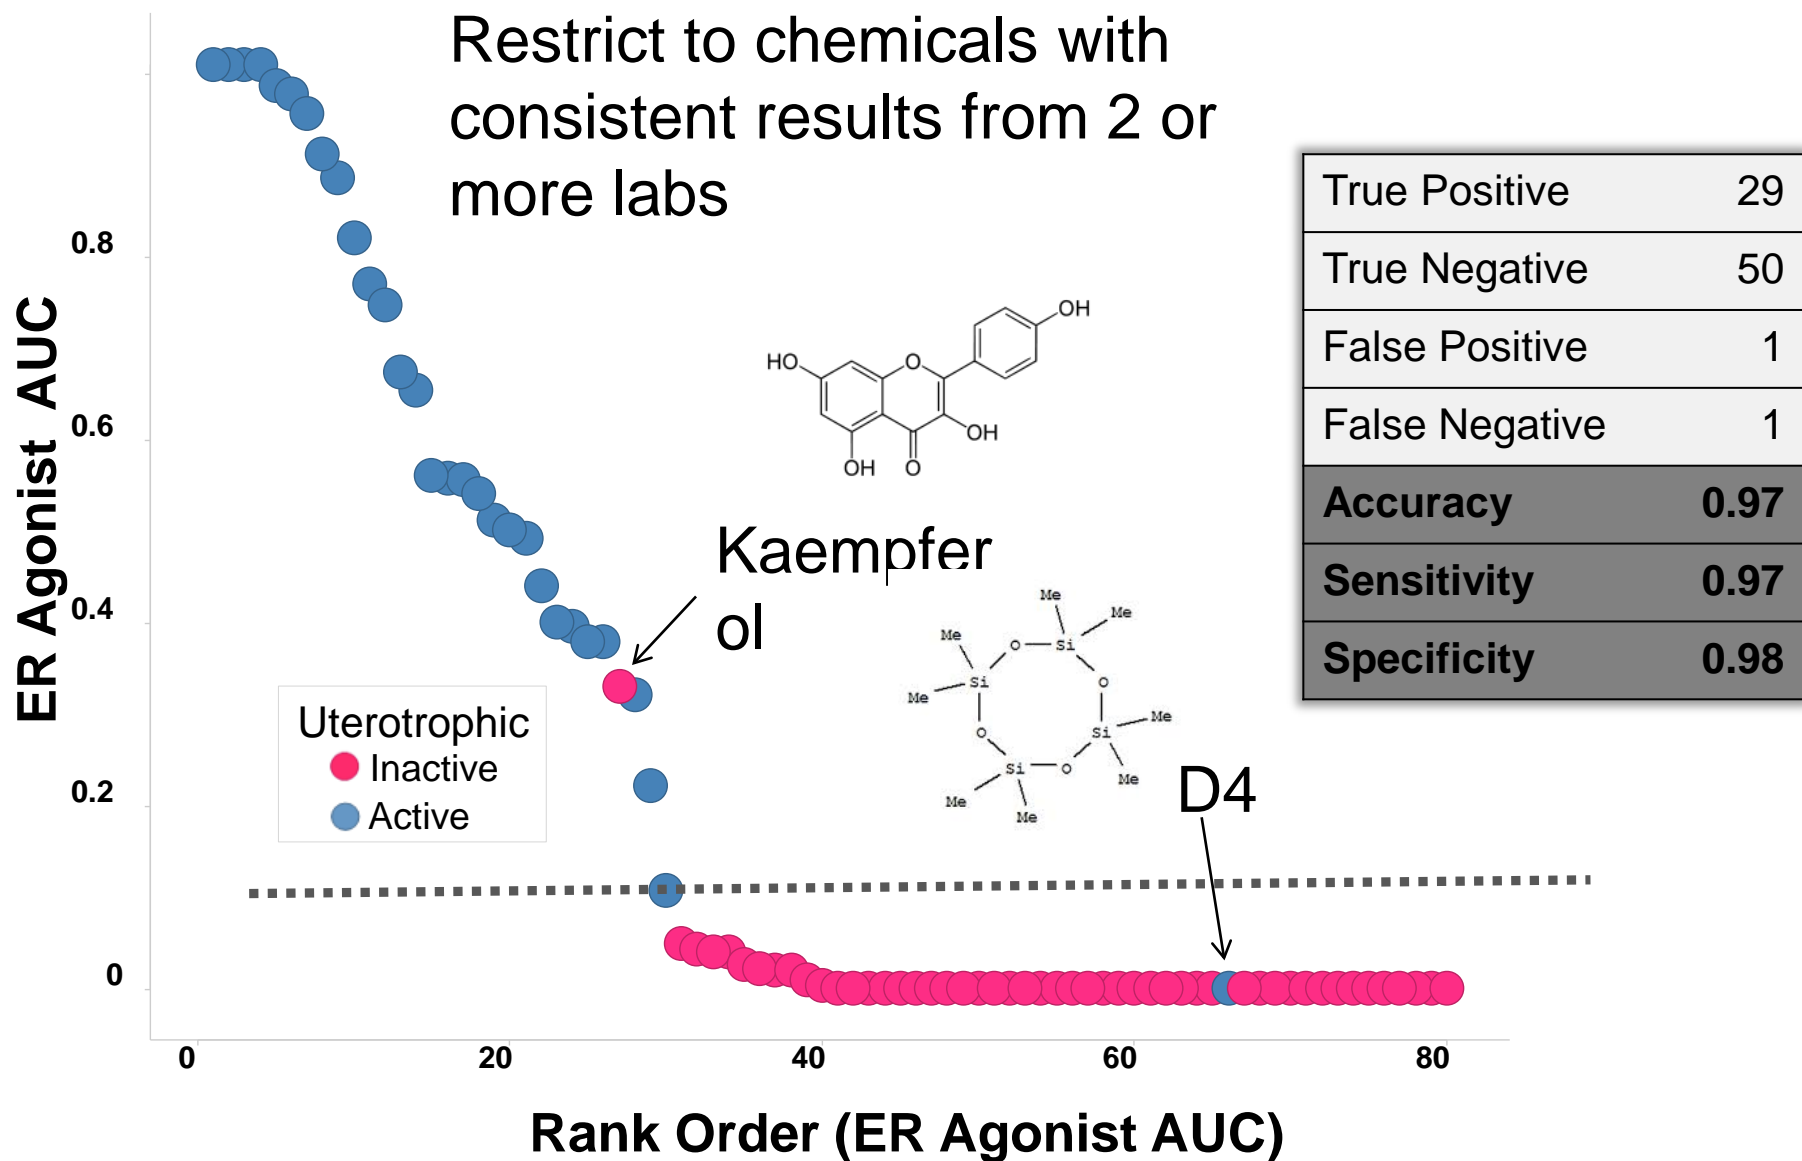 Restrict to chemicals with
consistent results from 2 or
more labs
True Positive 29
True Negative 50
False Positive 1
False Negative 1
Accuracy 0.97
Sensitivity 0.97
Specificity 0.98
ER Agonist AUC
0.8
0.6
0.4
0.2
0
HO
O
OH
OH
OH
O
Kaempfer
ol
Me
Me
Me
O
Si
Si
Me
O
O
Si
Me
Si
O
Me
Me
Me
D4
Uterotrophic
Inactive
Active
0
20
40
60
80
Rank Order (ER Agonist AUC)